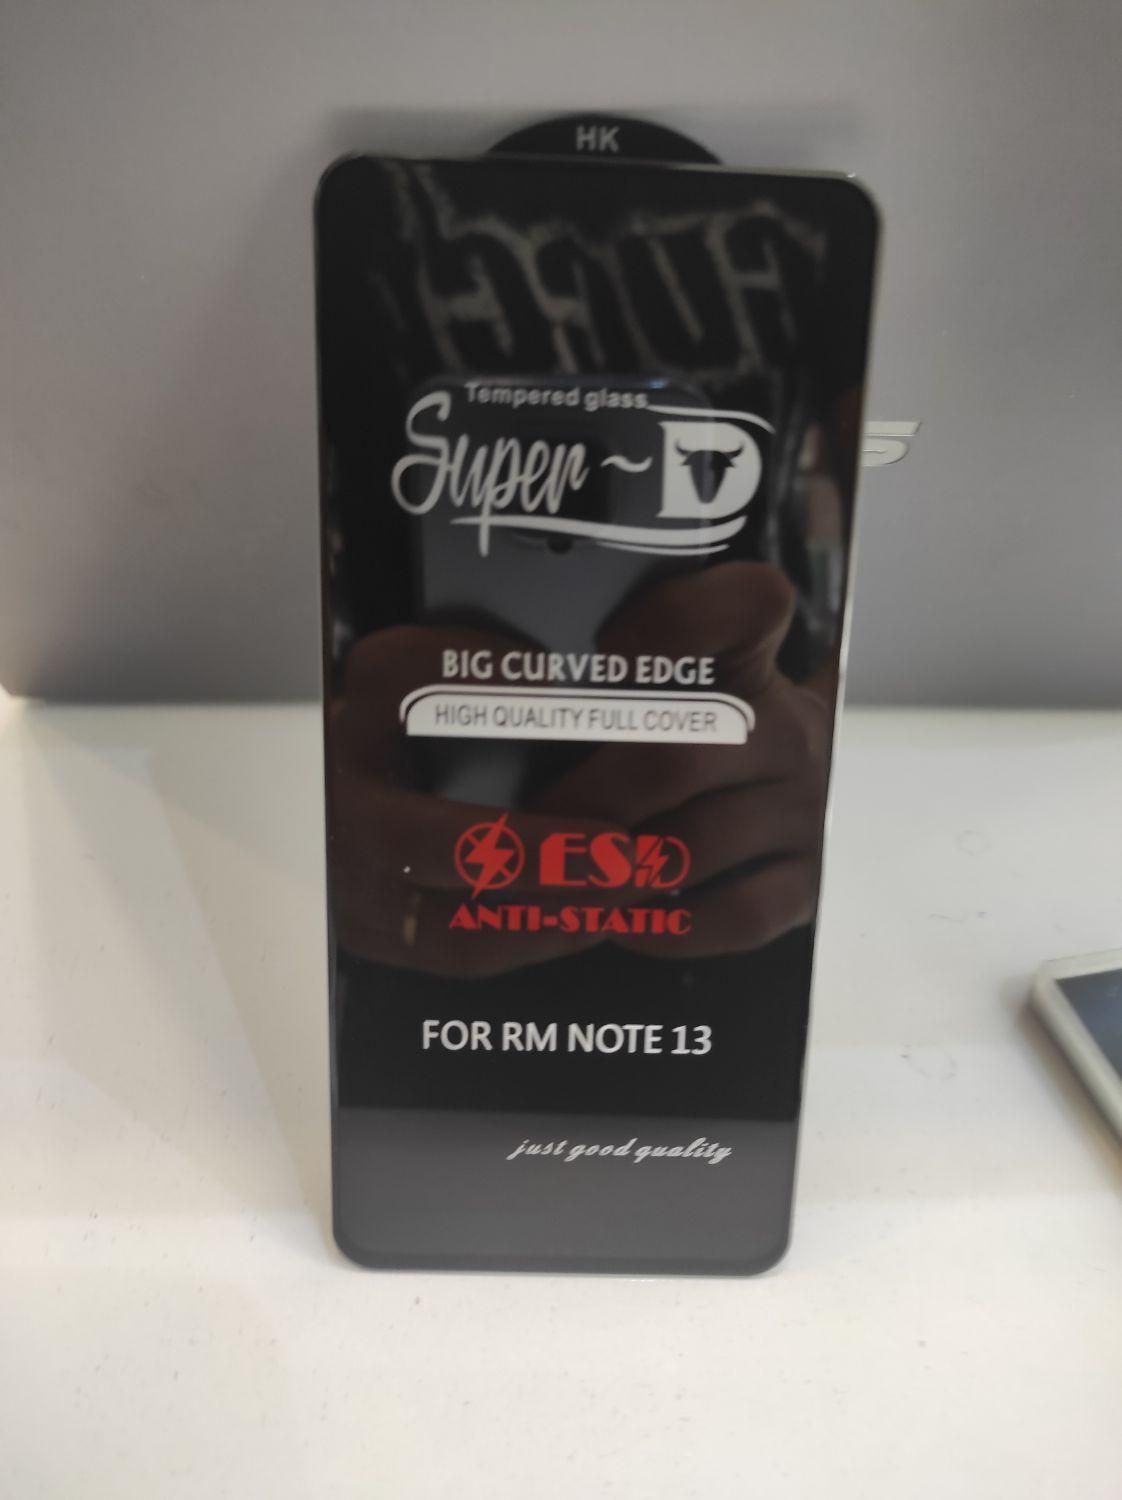 HK
Tempered glass
Super ~ D
BIG CURVED EDGE
HIGH QUALITY FULL COVER
ESD
ANTI-STATIC
FOR RM NOTE 13
just good quality